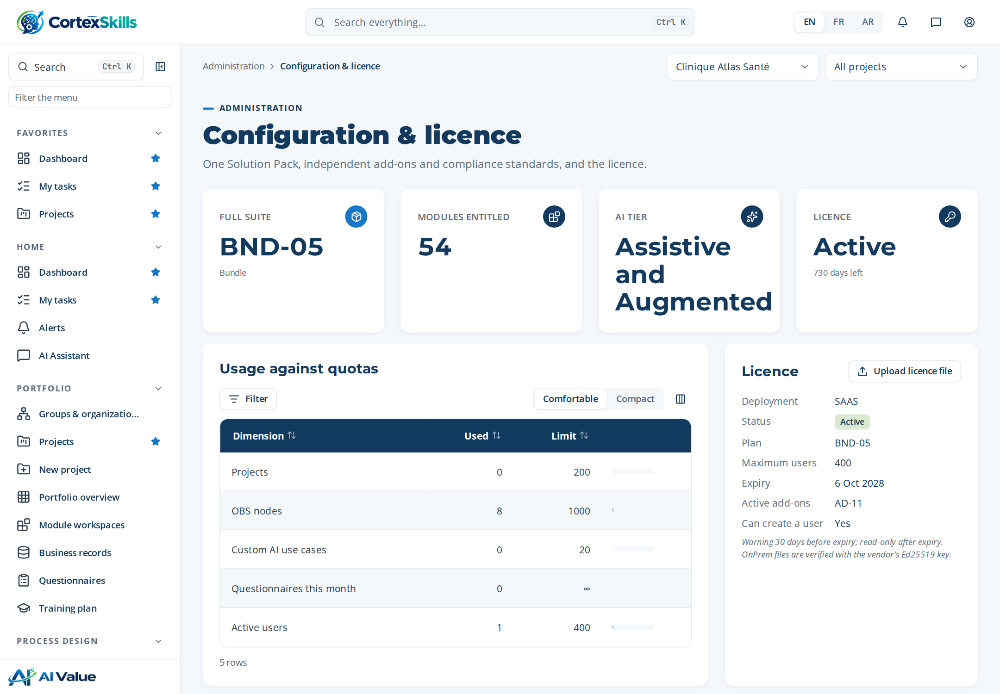 CortexSkills
Search everything...
Ctrl K
EN
FR
AR
Search
Ctrl K
Filter the menu
FAVORITES
Dashboard
My tasks
Projects
HOME
Dashboard
My tasks
Alerts
AI Assistant
PORTFOLIO
Groups & organizatio...
Projects
New project
Portfolio overview
Module workspaces
Business records
Questionnaires
Training plan
PROCESS DESIGN
AI Value
Administration > Configuration & licence
Clinique Atlas Santé
All projects
ADMINISTRATION
Configuration & licence
One Solution Pack, independent add-ons and compliance standards, and the licence.
FULL SUITE
BND-05
Bundle
MODULES ENTITLED
54
AI TIER
Assistive
and
Augmented
LICENCE
Active
730 days left
Usage against quotas
Filter
Comfortable
Compact
Dimension Used Limit
Projects 0 200
OBS nodes 8 1000
Custom AI use cases 0 20
Questionnaires this month 0 ∞
Active users 1 400
5 rows
Licence
Upload licence file
Deployment SAAS
Status Active
Plan BND-05
Maximum users 400
Expiry 6 Oct 2028
Active add-ons AD-11
Can create a user Yes
Warning 30 days before expiry; read-only after expiry.
OnPrem files are verified with the vendor's Ed25519 key.